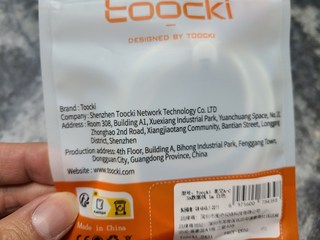 toocki
DESIGNED BY TOOCKI
Brand : Toocki
Company : Shenzhen Toocki Network Technology Co. LTD
Address : Room 308, Building A1, Xuexiang Industrial Park, Yuanchuang Space, No.
Zhonghao 2nd Road, Xiangjiaotang Community, Bantian Street, Longgang
District, Shenzhen
Production address: 4th Floor, Building A, Bihong Industrial Park, Fenggang Town,
Dongguan City, Guangdong Province, China
Website : www.toocki.com
Toocki
Made in China